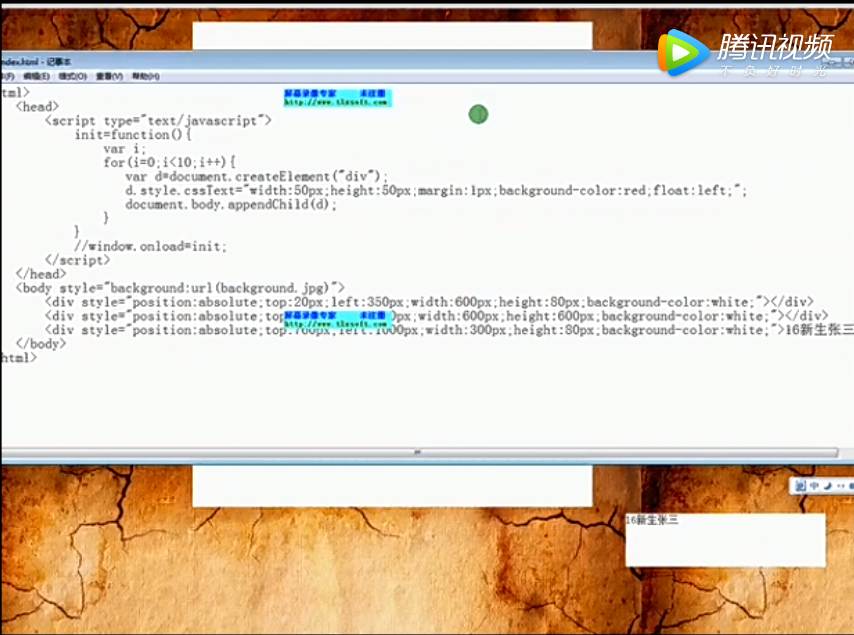 腾讯视频
不负好时光
index.html - 记事本
编辑(E) 格式(O) 查看(V) 帮助(H)
屏幕录像专家 未注册
http://www.tlxsoft.com
tml>
<head>
<script type="text/javascript">
init=function(){
var i;
for(i=0;i<10;i++){
var d=document.createElement("div");
d.style.cssText="width:50px;height:50px;margin:1px;background-color:red;float:left;";
document.body.appendChild(d);
}
}
//window.onload=init;
</script>
</head>
<body style="background:url(background.jpg)">
<div style="position:absolute;top:20px;left:350px;width:600px;height:80px;background-color:white;"></div>
<div style="position:absolute;top 0px;width:600px;height:600px;background-color:white;"></div>
屏幕录像专家 未注册
http://www.tlxsoft.com
<div style="position:absolute;top:760px;left:1000px;width:300px;height:80px;background-color:white;">16新生张三
</body>
html>
中
16新生张三